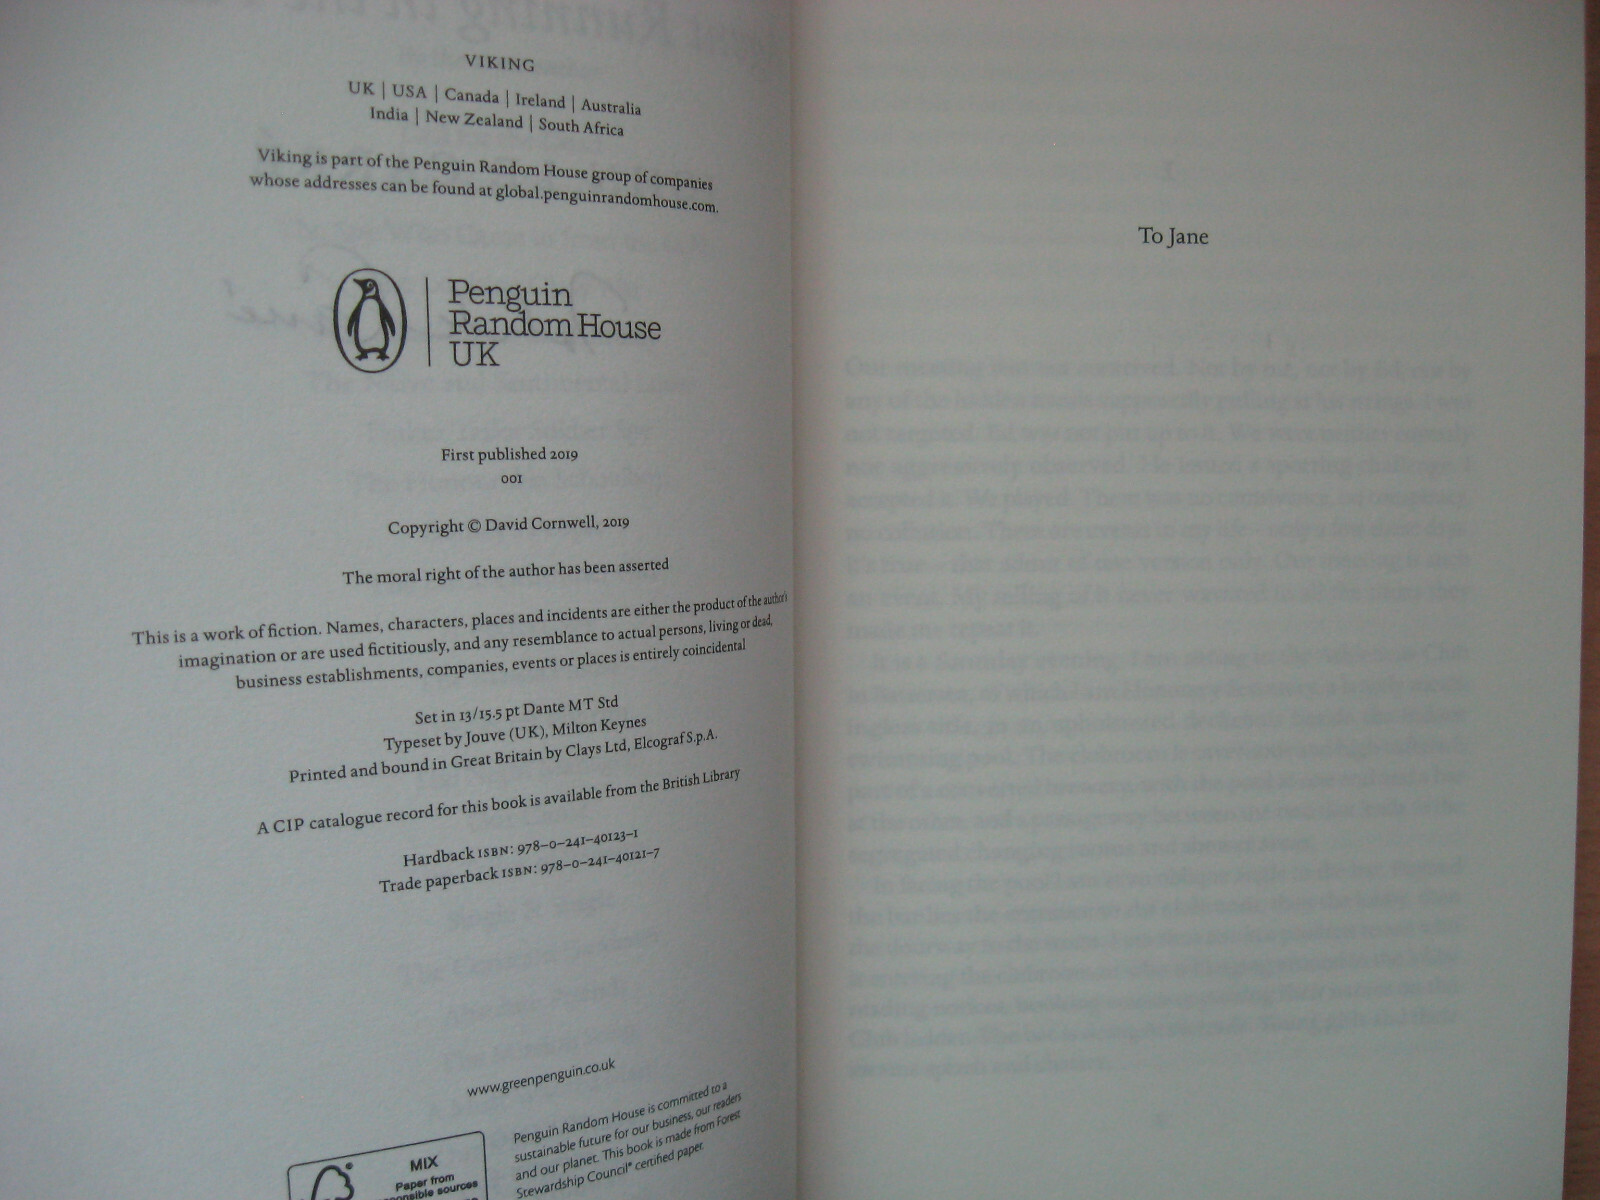 VIKING
UK | USA | Canada | Ireland | Australia
India | New Zealand | South Africa
Viking is part of the Penguin Random House group of companies
whose addresses can be found at global.penguinrandomhouse.com.
Penguin
Random House
UK
First published 2019
001
Copyright © David Cornwell, 2019
The moral right of the author has been asserted
This is a work of fiction. Names, characters, places and incidents are either the product of the author's
imagination or are used fictitiously, and any resemblance to actual persons, living or dead,
business establishments, companies, events or places is entirely coincidental
Set in 13/15.5 pt Dante MT Std
Typeset by Jouve (UK), Milton Keynes
Printed and bound in Great Britain by Clays Ltd, Elcograf S.p.A.
A CIP catalogue record for this book is available from the British Library
Hardback ISBN: 978–0–241–40123–1
Trade paperback ISBN: 978–0–241–40121–7
www.greenpenguin.co.uk
MIX
Paper from
responsible sources
Penguin Random House is committed to a
sustainable future for our business, our readers
and our planet. This book is made from Forest
Stewardship Council® certified paper.
To Jane